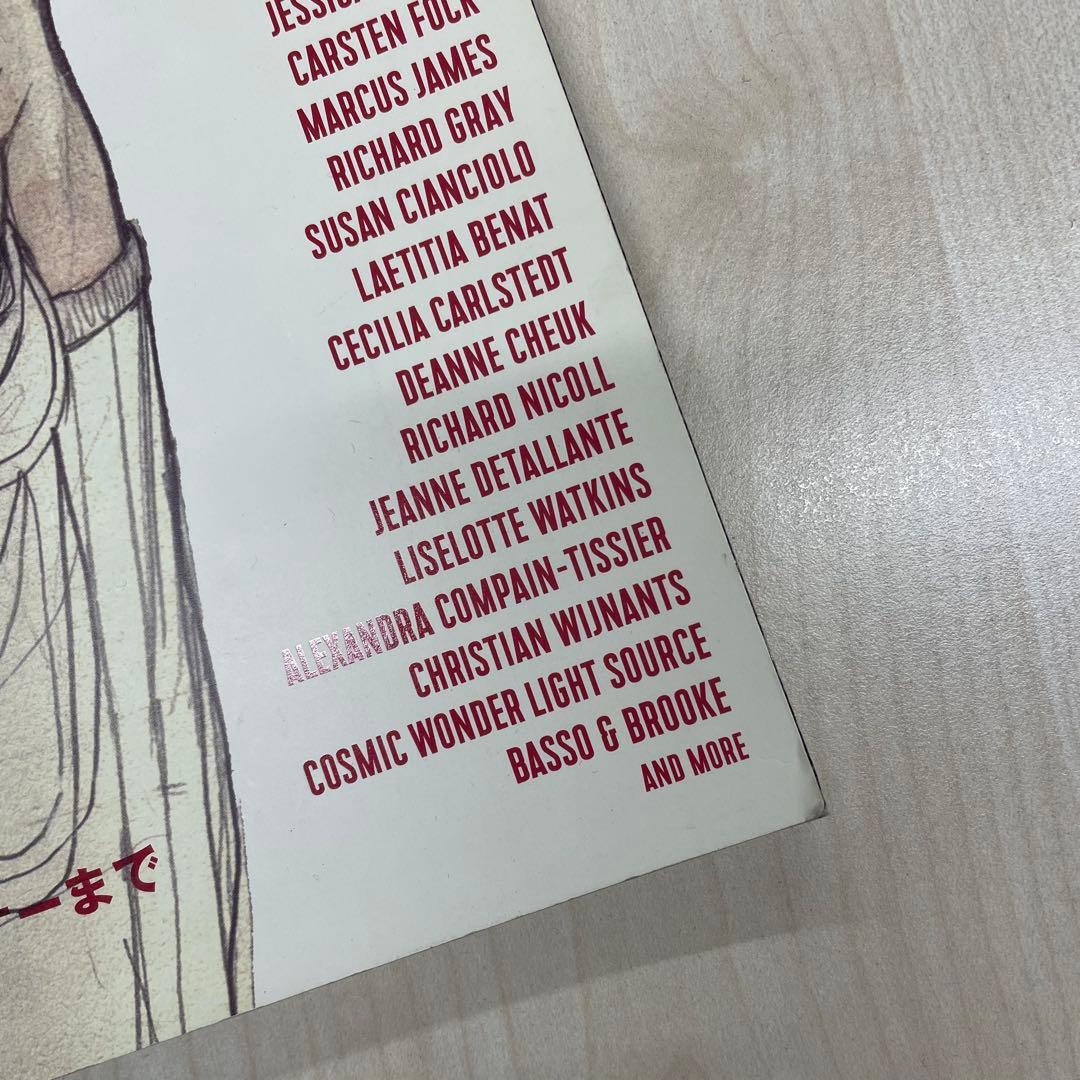 CARSTEN FOCK
MARCUS JAMES
RICHARD GRAY
SUSAN CIANCIOLO
LAETITIA BENAT
CECILIA CARLSTEDT
DEANNE CHEUK
RICHARD NICOLL
JEANNE DETALLANTE
LISELOTTE WATKINS
ALEXANDRA COMPAIN-TISSIER
CHRISTIAN WIJNANTS
COSMIC WONDER LIGHT SOURCE
BASSO & BROOKE
AND MORE
ーまで